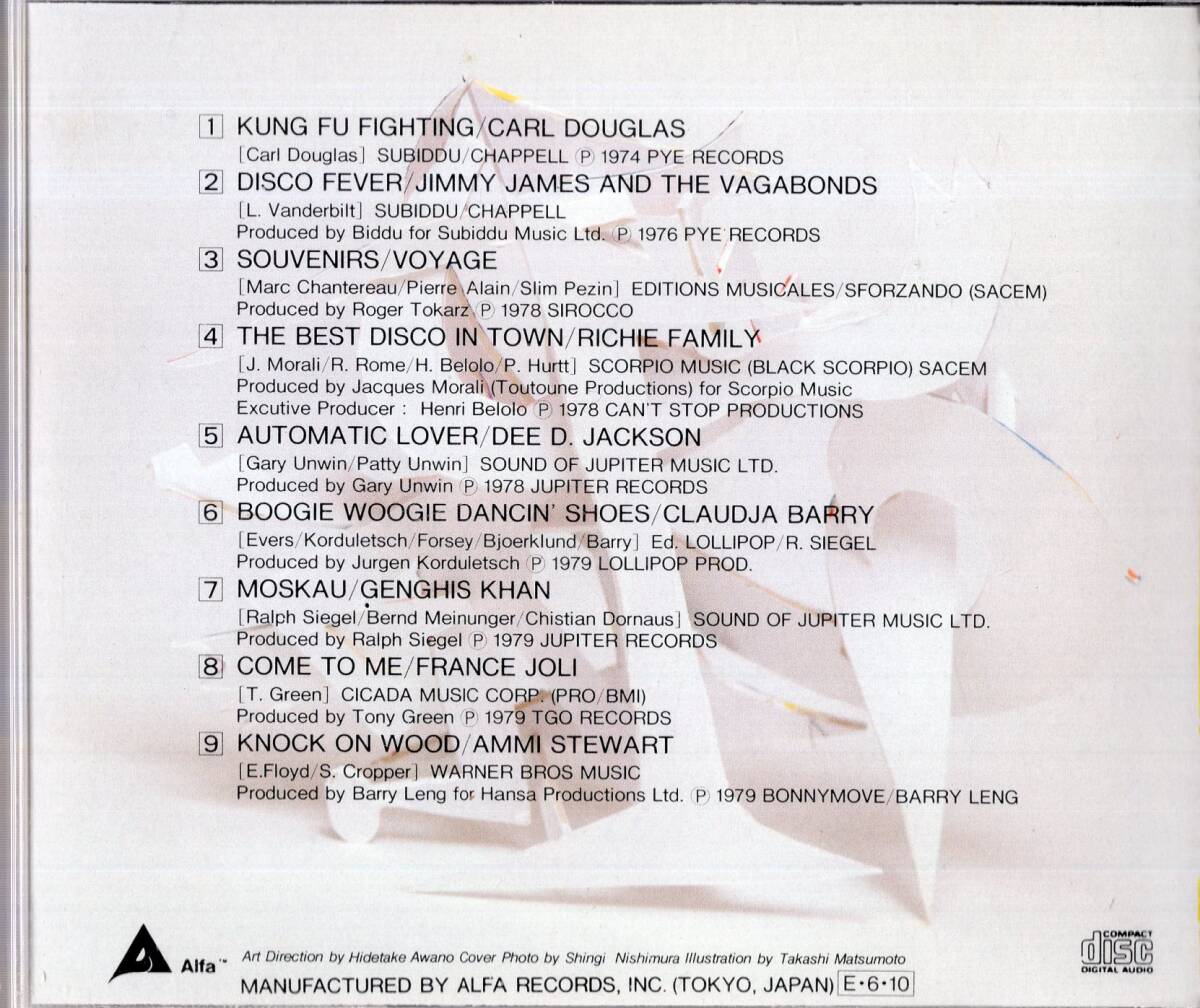 1 KUNG FU FIGHTING/CARL DOUGLAS
[Carl Douglas] SUBIDDU/CHAPPELL Ⓟ 1974 PYE RECORDS
2 DISCO FEVER/JIMMY JAMES AND THE VAGABONDS
[L. Vanderbilt] SUBIDDU/CHAPPELL
Produced by Biddu for Subiddu Music Ltd. Ⓟ 1976 PYE RECORDS
3 SOUVENIRS/VOYAGE
[Marc Chantereau/Pierre Alain/Slim Pezin] EDITIONS MUSICALES/SFORZANDO (SACEM)
Produced by Roger Tokarz Ⓟ 1978 SIROCCO
4 THE BEST DISCO IN TOWN/RICHIE FAMILY
[J. Morali/R. Rome/H. Belolo/P. Hurtt] SCORPIO MUSIC (BLACK SCORPIO) SACEM
Produced by Jacques Morali (Toutoune Productions) for Scorpio Music
Excutive Producer : Henri Belolo Ⓟ 1978 CAN'T STOP PRODUCTIONS
5 AUTOMATIC LOVER/DEE D. JACKSON
[Gary Unwin/Patty Unwin] SOUND OF JUPITER MUSIC LTD.
Produced by Gary Unwin Ⓟ 1978 JUPITER RECORDS
6 BOOGIE WOOGIE DANCIN' SHOES/CLAUDJA BARRY
[Evers/Korduletsch/Forsey/Bjoerklund/Barry] Ed. LOLLIPOP/R. SIEGEL
Produced by Jurgen Korduletsch Ⓟ 1979 LOLLIPOP PROD.
7 MOSKAU/GENGHIS KHAN
[Ralph Siegel/Bernd Meinunger/Chistian Dornaus] SOUND OF JUPITER MUSIC LTD.
Produced by Ralph Siegel Ⓟ 1979 JUPITER RECORDS
8 COME TO ME/FRANCE JOLI
[T. Green] CICADA MUSIC CORP. (PRO/BMI)
Produced by Tony Green Ⓟ 1979 TGO RECORDS
9 KNOCK ON WOOD/AMMI STEWART
[E.Floyd/S. Cropper] WARNER BROS MUSIC
Produced by Barry Leng for Hansa Productions Ltd. Ⓟ 1979 BONNYMOVE/BARRY LENG
Alfa™
Art Direction by Hidetake Awano Cover Photo by Shingi Nishimura Illustration by Takashi Matsumoto
MANUFACTURED BY ALFA RECORDS, INC. (TOKYO, JAPAN) E・6・10
COMPACT
disc
DIGITAL AUDIO